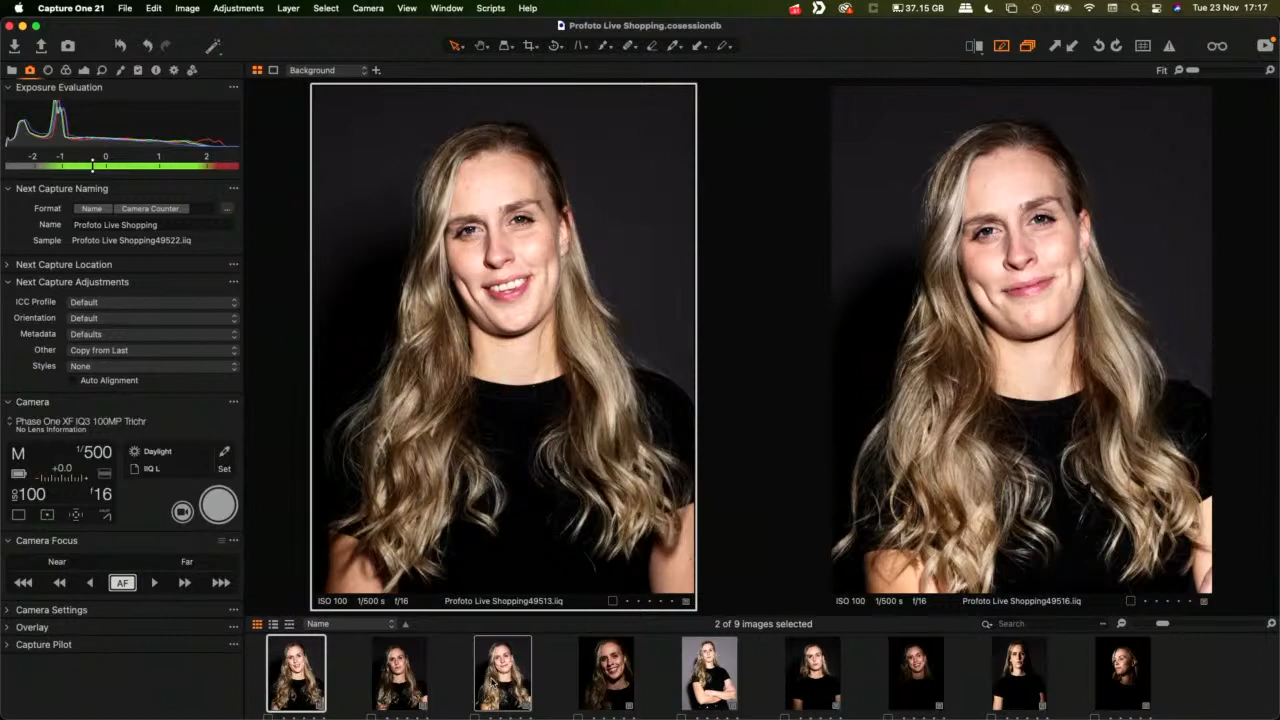 Capture One 21 File Edit Image Adjustments Layer Select Camera View Window Scripts Help 37.15 GB Tue 23 Nov 17:17
Profoto Live Shopping.cosessiondb
Background Fit
Exposure Evaluation
-2 -1 0 1 2
Next Capture Naming
Format Name Camera Counter ...
Name Profoto Live Shopping
Sample Profoto Live Shopping49522.iiq
Next Capture Location
Next Capture Adjustments
ICC Profile Default
Orientation Default
Metadata Defaults
Other Copy from Last
Styles None
Auto Alignment
Camera
Phase One XF IQ3 100MP Trichr
No Lens Information
M 1/500 Daylight
+0.0 IIQ L Set
ISO100 f16
Camera Focus
Near Far
AF
Camera Settings
Overlay
Capture Pilot
ISO 100 1/500 s f/16 Profoto Live Shopping49513.iiq
ISO 100 1/500 s f/16 Profoto Live Shopping49516.iiq
Name 2 of 9 images selected Search